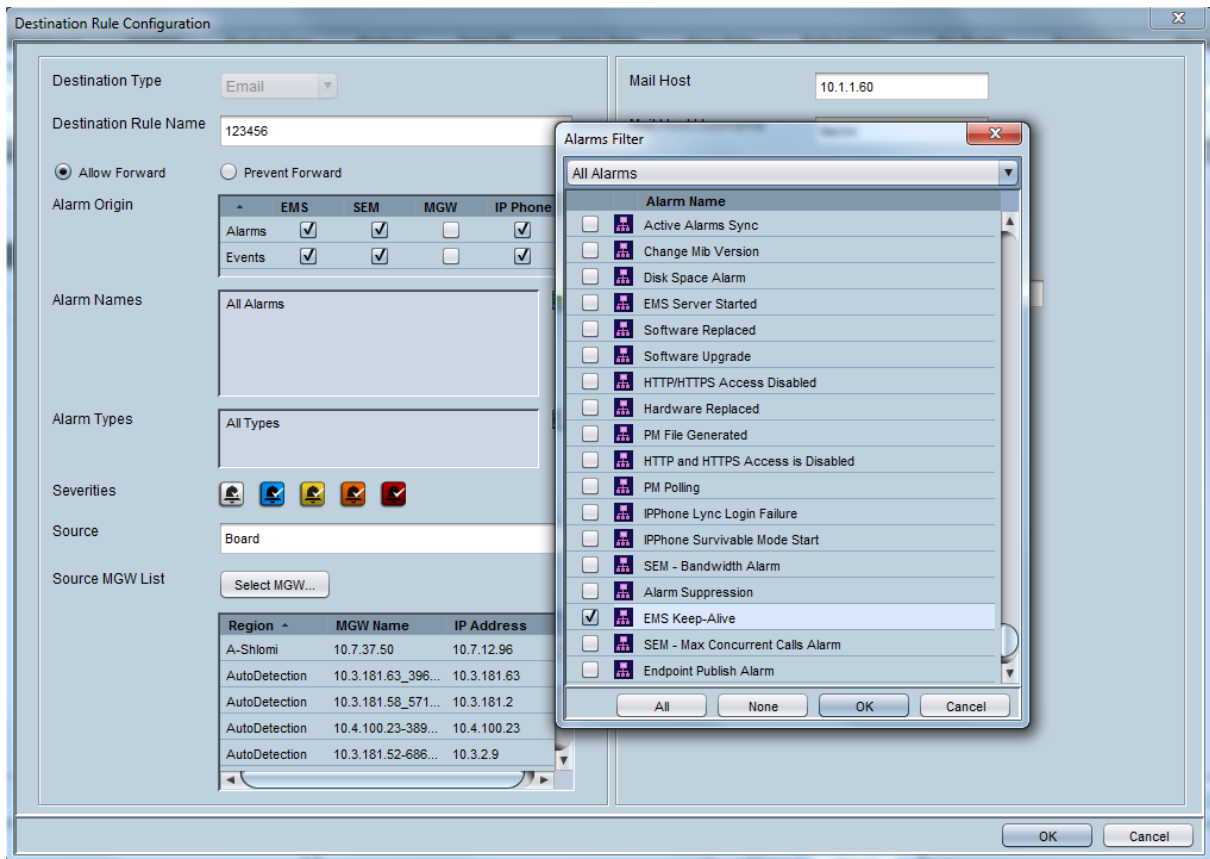 Destination Rule Configuration
Destination Type
Email
Destination Rule Name
123456
Allow Forward
Prevent Forward
Alarm Origin
EMS SEM MGW IP Phone
Alarms
Events
Alarm Names
All Alarms
Alarm Types
All Types
Severities
Source
Board
Source MGW List
Select MGW...
Region MGW Name IP Address
A-Shlomi 10.7.37.50 10.7.12.96
AutoDetection 10.3.181.63_396... 10.3.181.63
AutoDetection 10.3.181.58_571... 10.3.181.2
AutoDetection 10.4.100.23-389... 10.4.100.23
AutoDetection 10.3.181.52-686... 10.3.2.9
Mail Host
10.1.1.60
Alarms Filter
All Alarms
Alarm Name
Active Alarms Sync
Change Mib Version
Disk Space Alarm
EMS Server Started
Software Replaced
Software Upgrade
HTTP/HTTPS Access Disabled
Hardware Replaced
PM File Generated
HTTP and HTTPS Access is Disabled
PM Polling
IPPhone Lync Login Failure
IPPhone Survivable Mode Start
SEM - Bandwidth Alarm
Alarm Suppression
EMS Keep-Alive
SEM - Max Concurrent Calls Alarm
Endpoint Publish Alarm
All None OK Cancel
OK Cancel